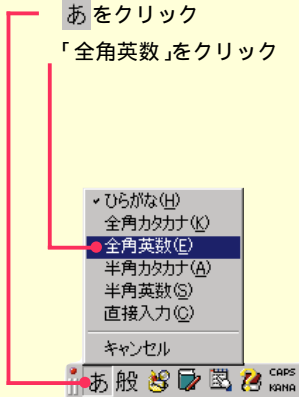 あをクリック
「全角英数」をクリック
ひらがな(H)
全角カタカナ(K)
全角英数(E)
半角カタカナ(A)
半角英数(S)
直接入力(C)
キャンセル
あ 般 CAPS
KANA